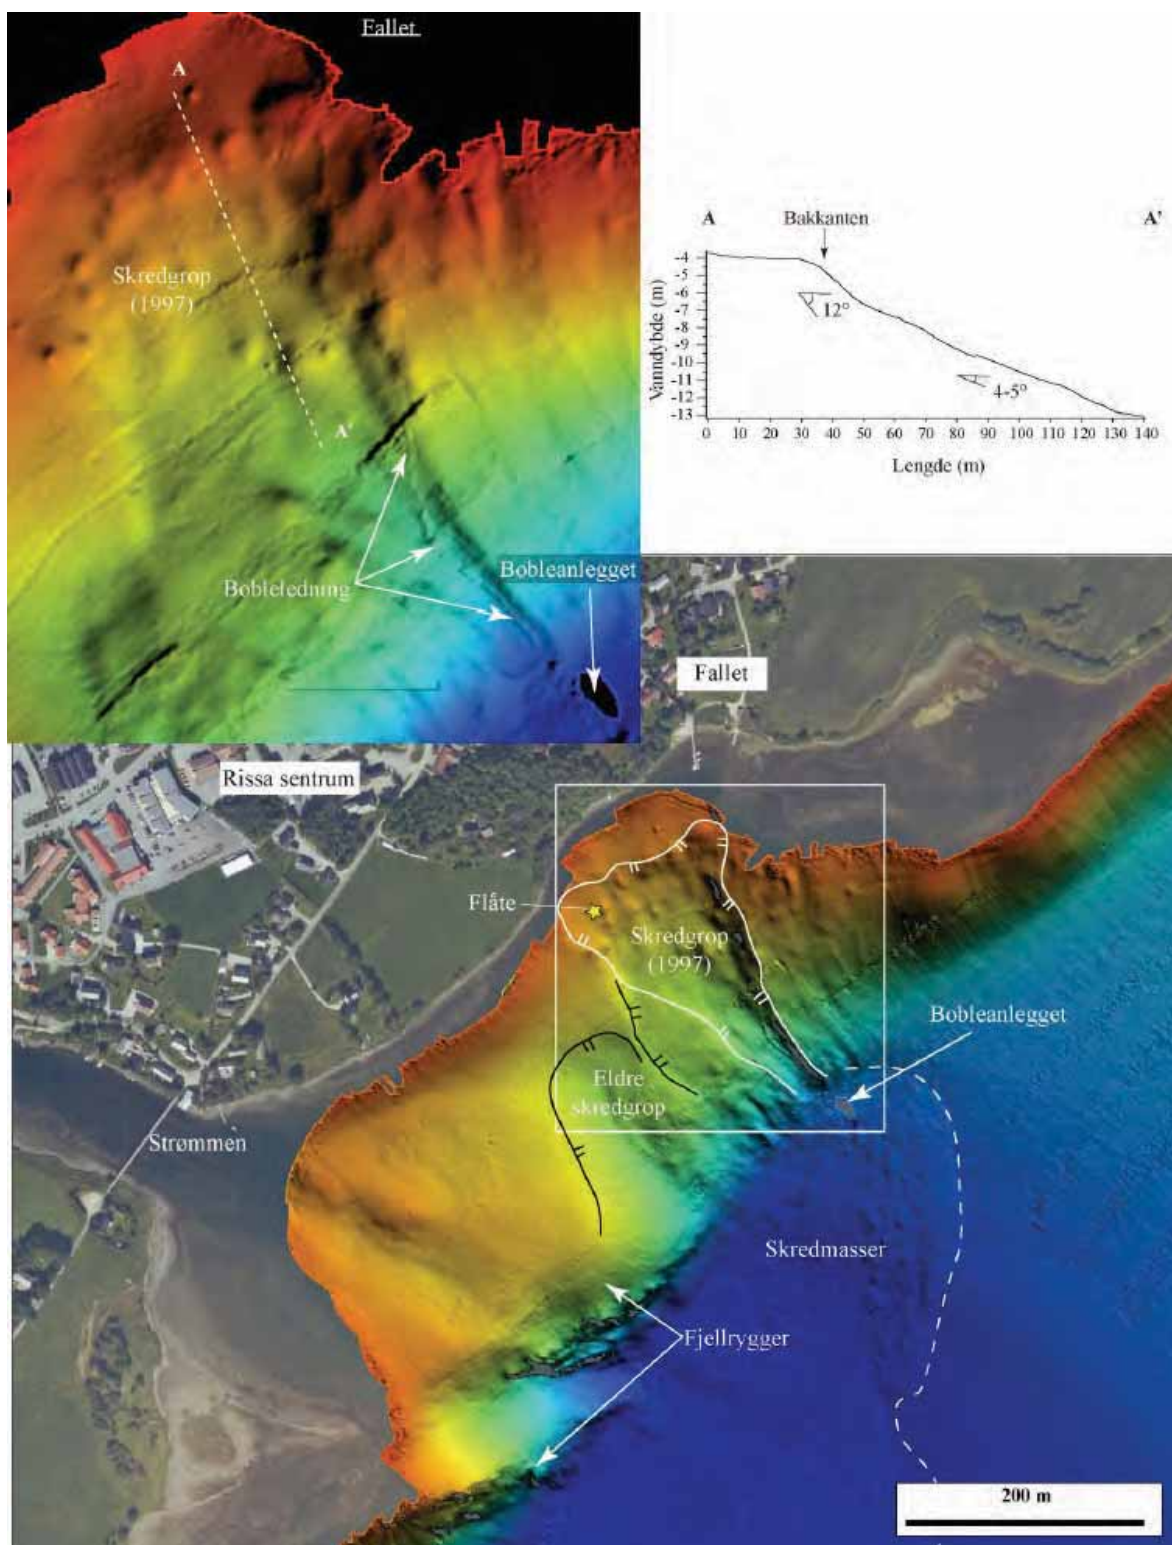 Fallet
A
Skredgrop
(1997)
A'
Bobleledning
Bobleanlegget
A
Bakkanten
A'
Vanndybde (m)
-4
-5
-6
-7
-8
-9
-10
-11
-12
-13
12°
4-5°
0 10 20 30 40 50 60 70 80 90 100 110 120 130 140
Lengde (m)
Fallet
Rissa sentrum
Flåte
Skredgrop
(1997)
Bobleanlegget
Eldre
skredgrop
Strømmen
Skredmasser
Fjellrygger
200 m